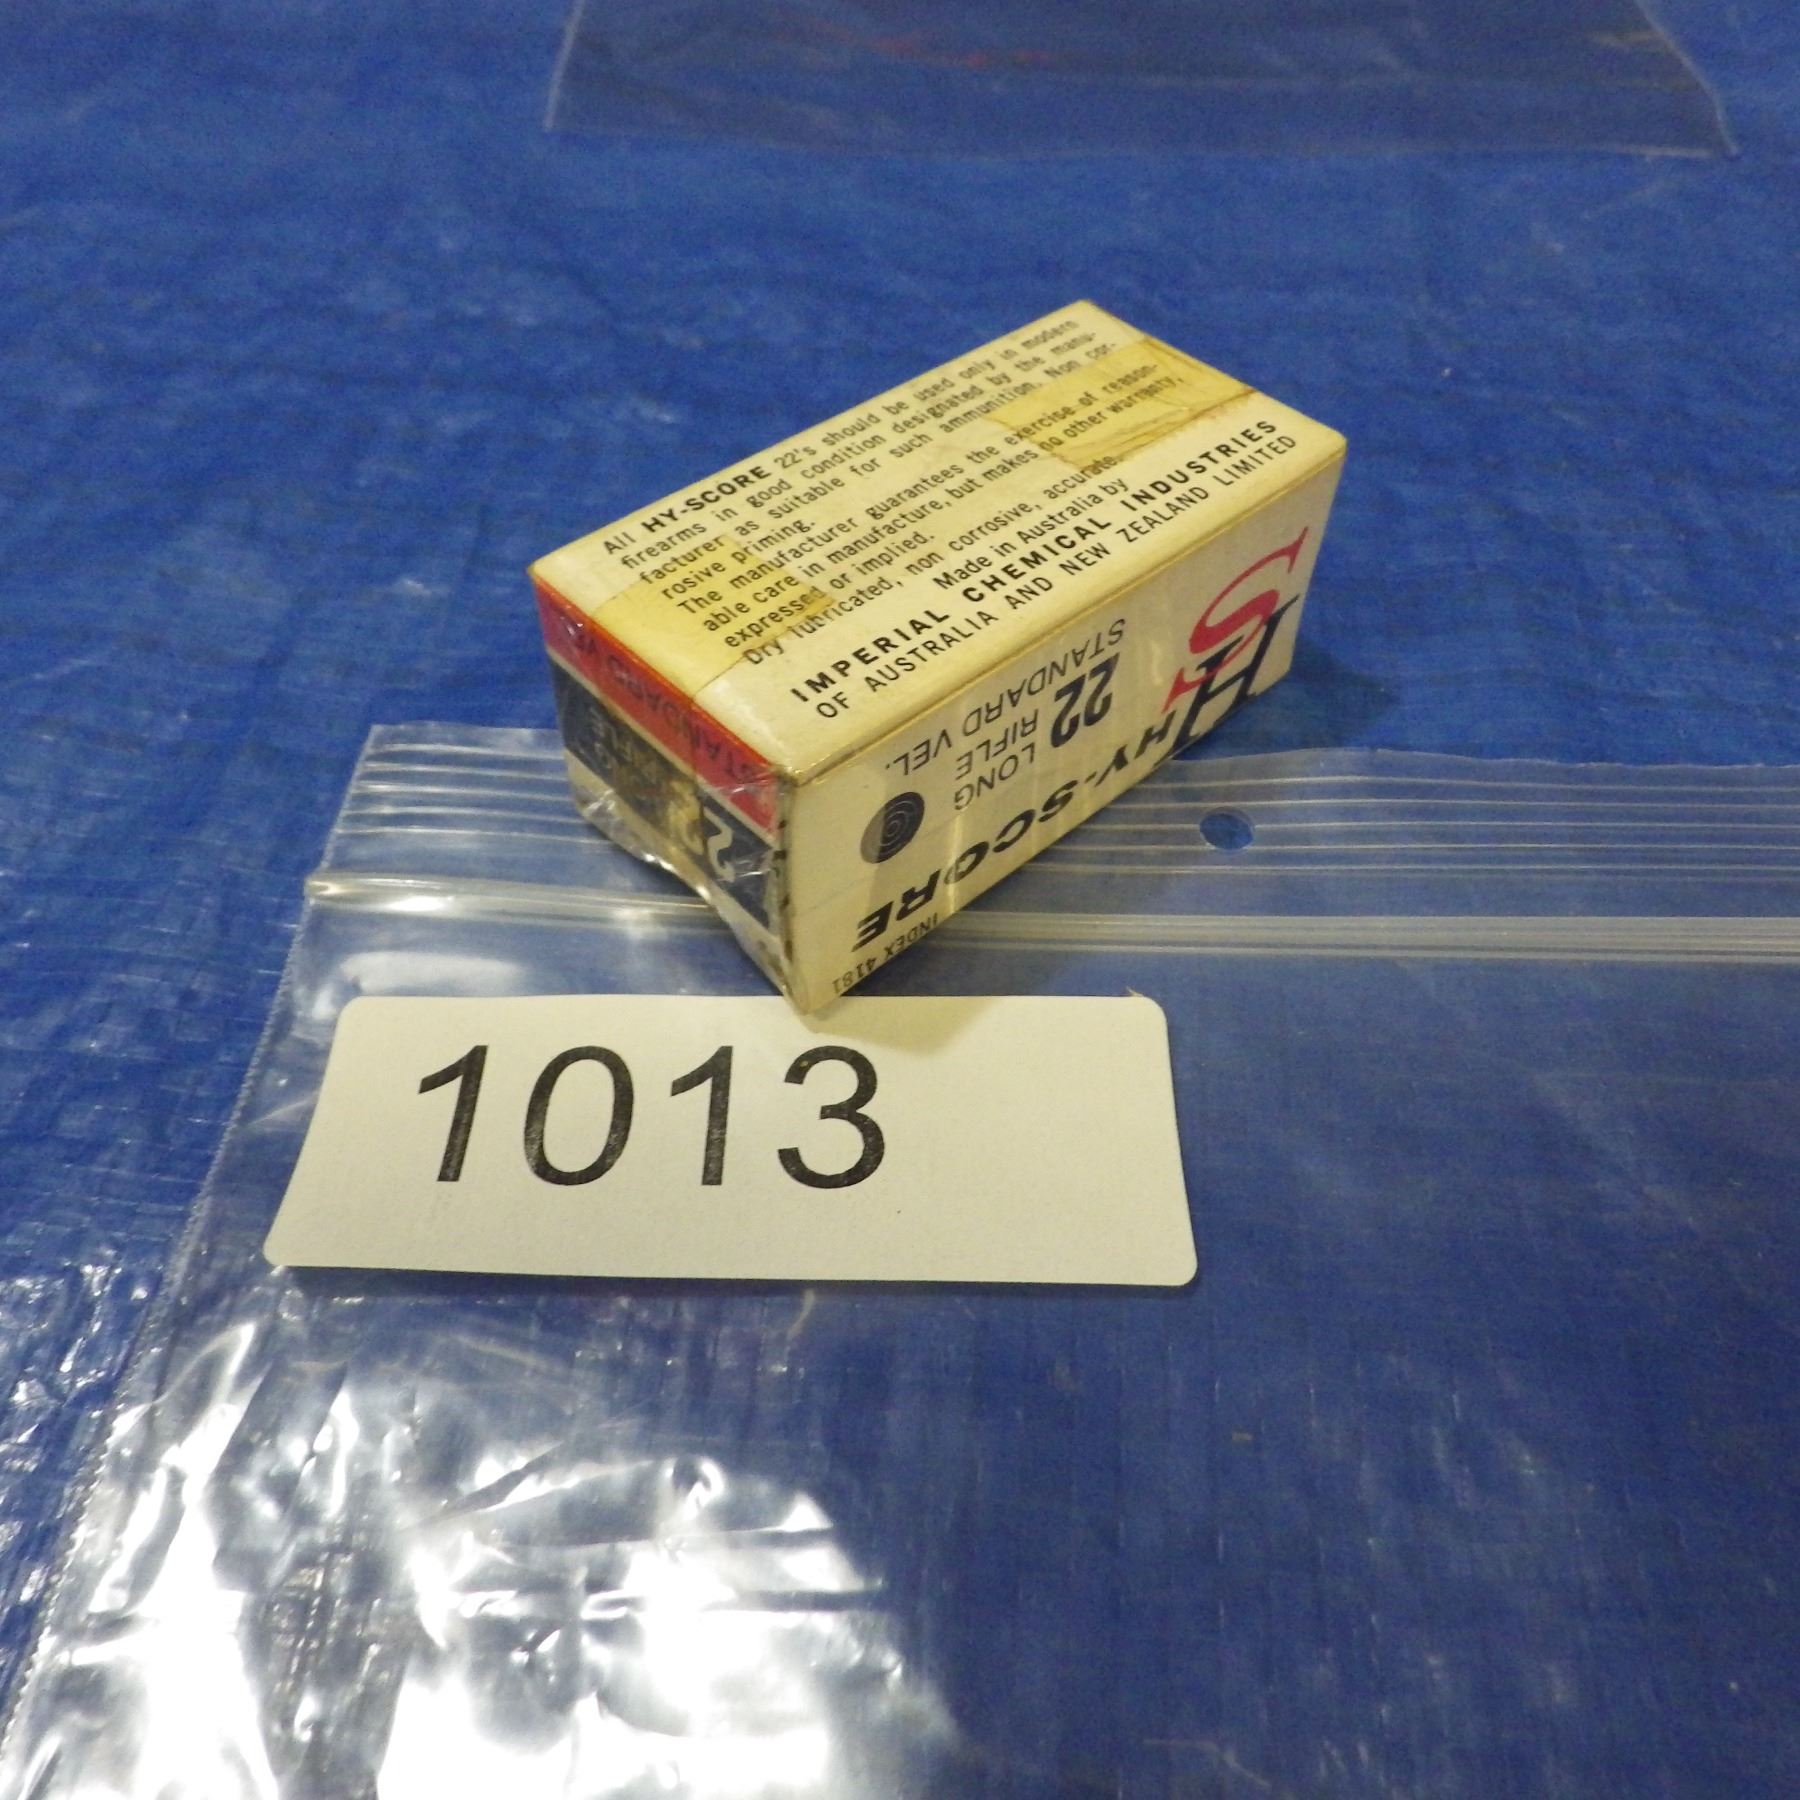 All HY-SCORE 22's should be used only in modern
firearms in good condition designated by the manu-
facturer as suitable for such ammunition. Non cor-
rosive priming.
The manufacturer guarantees the exercise of reason-
able care in manufacture, but makes no other warranty,
expressed or implied.
Dry lubricated, non corrosive, accurate.
Made in Australia by
IMPERIAL CHEMICAL INDUSTRIES
OF AUSTRALIA AND NEW ZEALAND LIMITED
INDEX 4181
HY-SCORE
HS
22
LONG
RIFLE
STANDARD VEL.
22
RIFLE
STANDARD VEL
1013